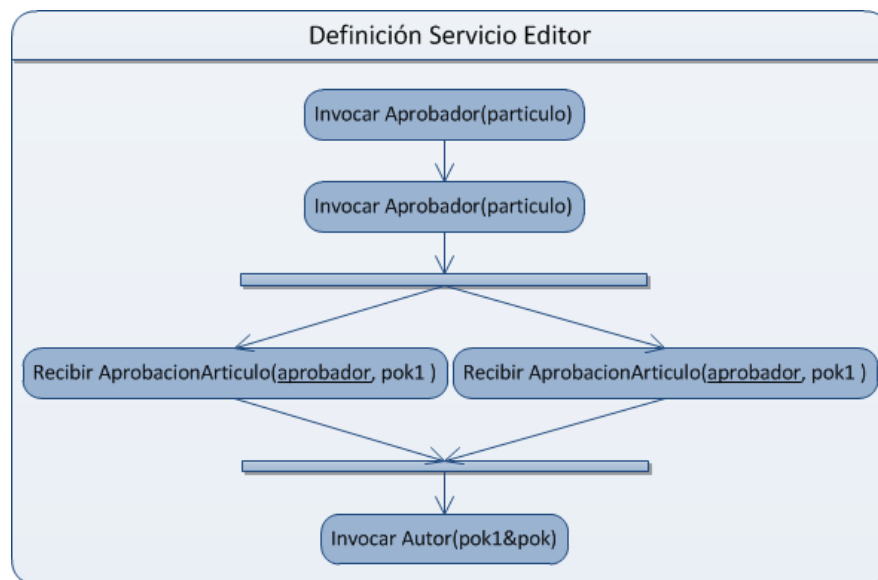 Definición Servicio Editor
Invocar Aprobador(particulo)
Invocar Aprobador(particulo)
Recibir AprobacionArticulo(aprobador, pok1 )
Recibir AprobacionArticulo(aprobador, pok1 )
Invocar Autor(pok1&pok)